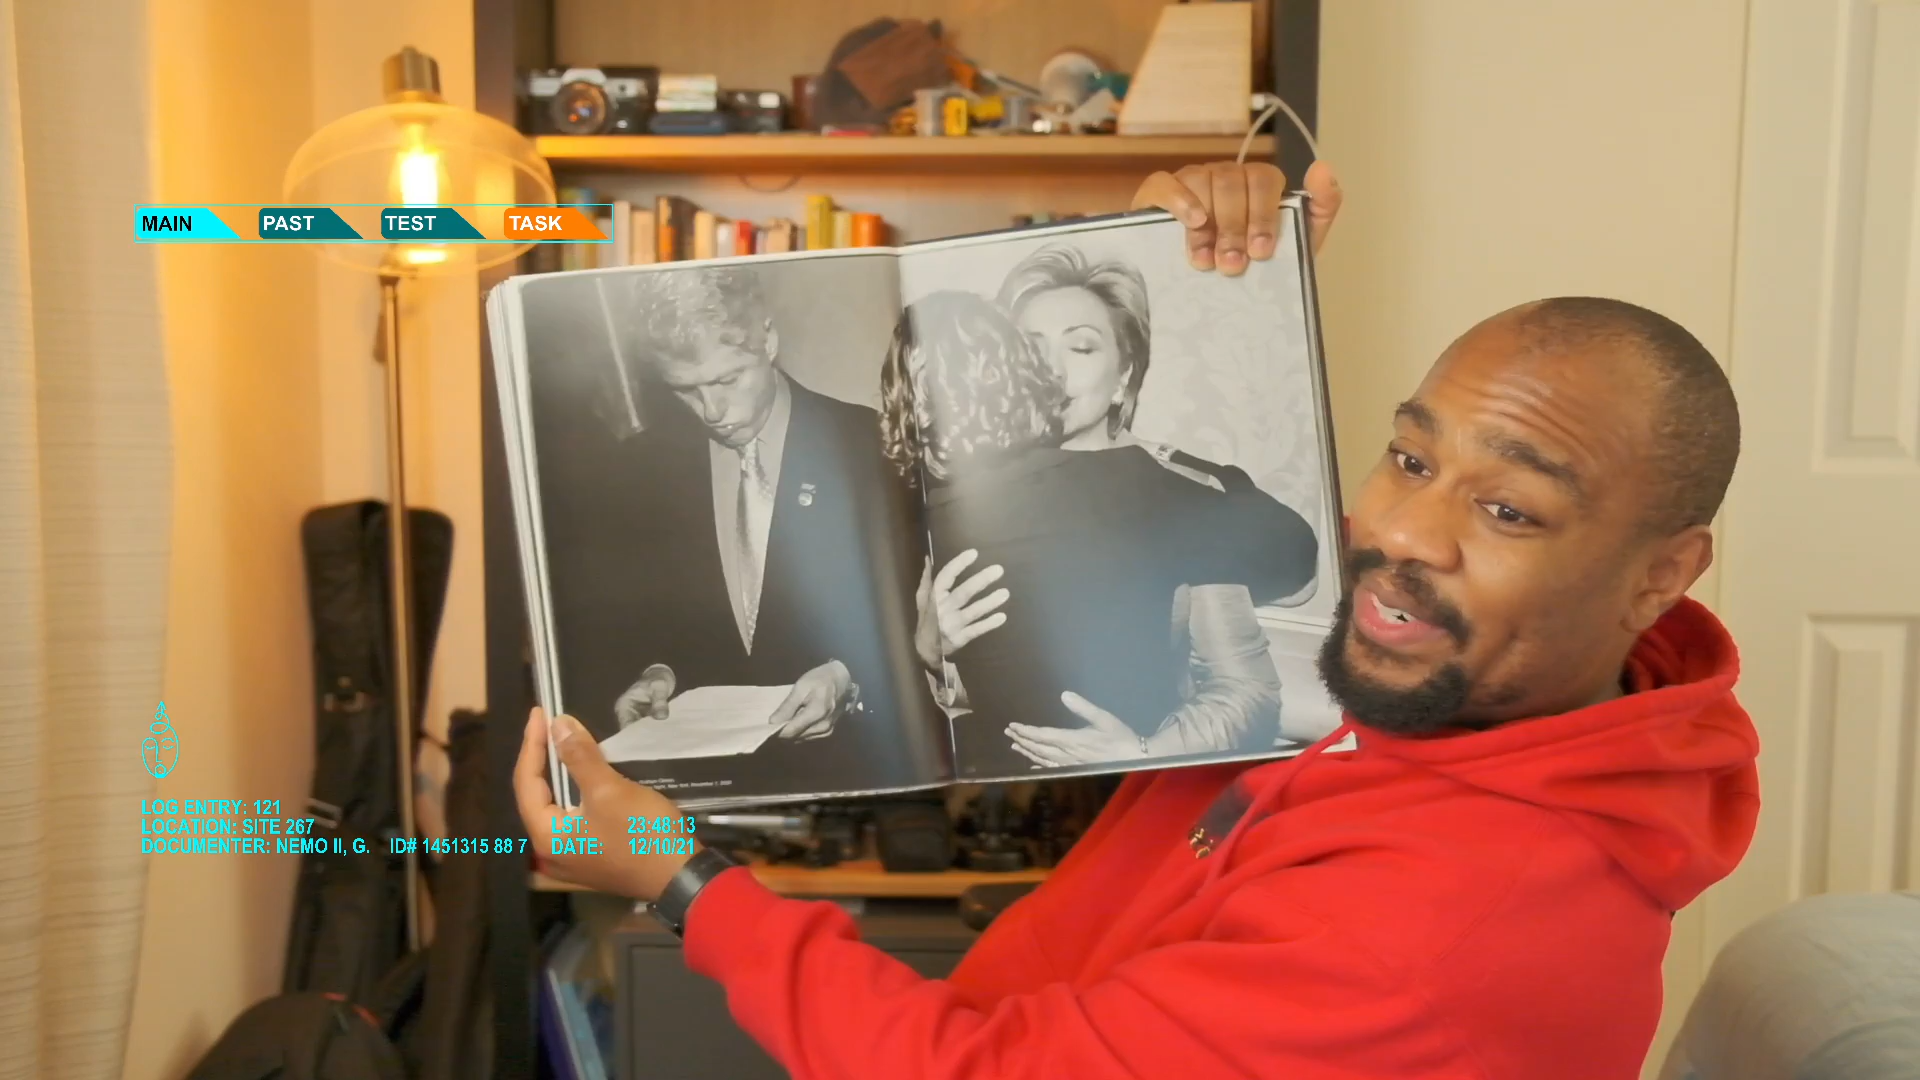 MAIN PAST TEST TASK
LOG ENTRY: 121
LOCATION: SITE 267
DOCUMENTER: NEMO II, G. ID# 1451315 88 7
LST: 23:48:13
DATE: 12/10/21